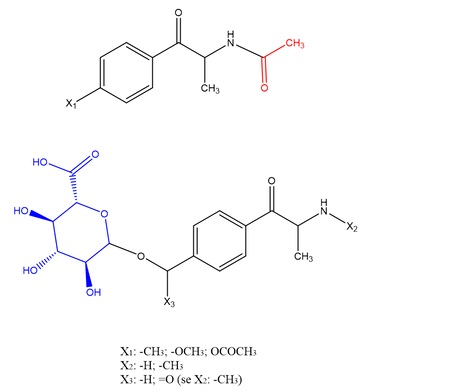 O
H
N
CH3
X1
CH3
O
O
HO
O
HO
O
H
N
X2
HO
O
CH3
OH
X3
X1: -CH3; -OCH3; OCOCH3
X2: -H; -CH3
X3: -H; =O (se X2: -CH3)